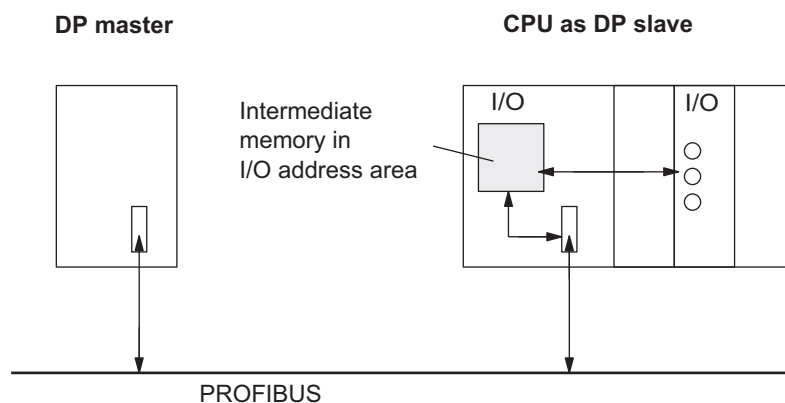 DP master
CPU as DP slave
Intermediate
memory in
I/O address area
I/O
I/O
PROFIBUS